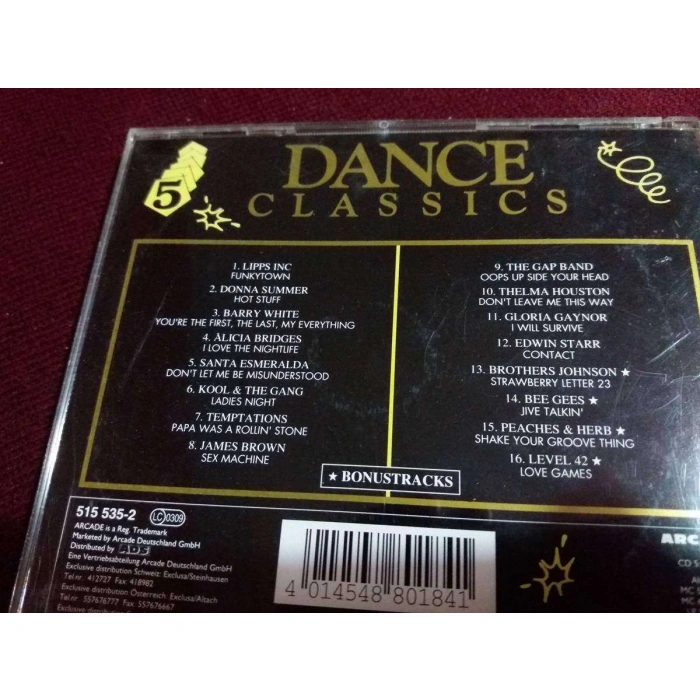 5
DANCE
CLASSICS
1. LIPPS INC
FUNKYTOWN
2. DONNA SUMMER
HOT STUFF
3. BARRY WHITE
YOU'RE THE FIRST, THE LAST, MY EVERYTHING
4. ALICIA BRIDGES
I LOVE THE NIGHTLIFE
5. SANTA ESMERALDA
DON'T LET ME BE MISUNDERSTOOD
6. KOOL & THE GANG
LADIES NIGHT
7. TEMPTATIONS
PAPA WAS A ROLLIN' STONE
8. JAMES BROWN
SEX MACHINE
9. THE GAP BAND
OOPS UP SIDE YOUR HEAD
10. THELMA HOUSTON
DON'T LEAVE ME THIS WAY
11. GLORIA GAYNOR
I WILL SURVIVE
12. EDWIN STARR
CONTACT
13. BROTHERS JOHNSON ★
STRAWBERRY LETTER 23
14. BEE GEES ★
JIVE TALKIN'
15. PEACHES & HERB ★
SHAKE YOUR GROOVE THING
16. LEVEL 42 ★
LOVE GAMES
★ BONUSTRACKS
515 535-2 LC 0309
ARCADE is a Reg. Trademark
Marketed by Arcade Deutschland GmbH
Distributed by ADS
Eine Vertriebsabteilung Arcade Deutschland GmbH
Exclusive distribution Schweiz: Exclusa/Steinhausen
Tel nr. 412727 Fax: 418982
Exclusive distribution Österreich: Exclusa/Altach
Tel nr 557676777 Fax 557676667
4 014548 801841
ARC
CD 5
MC
MC